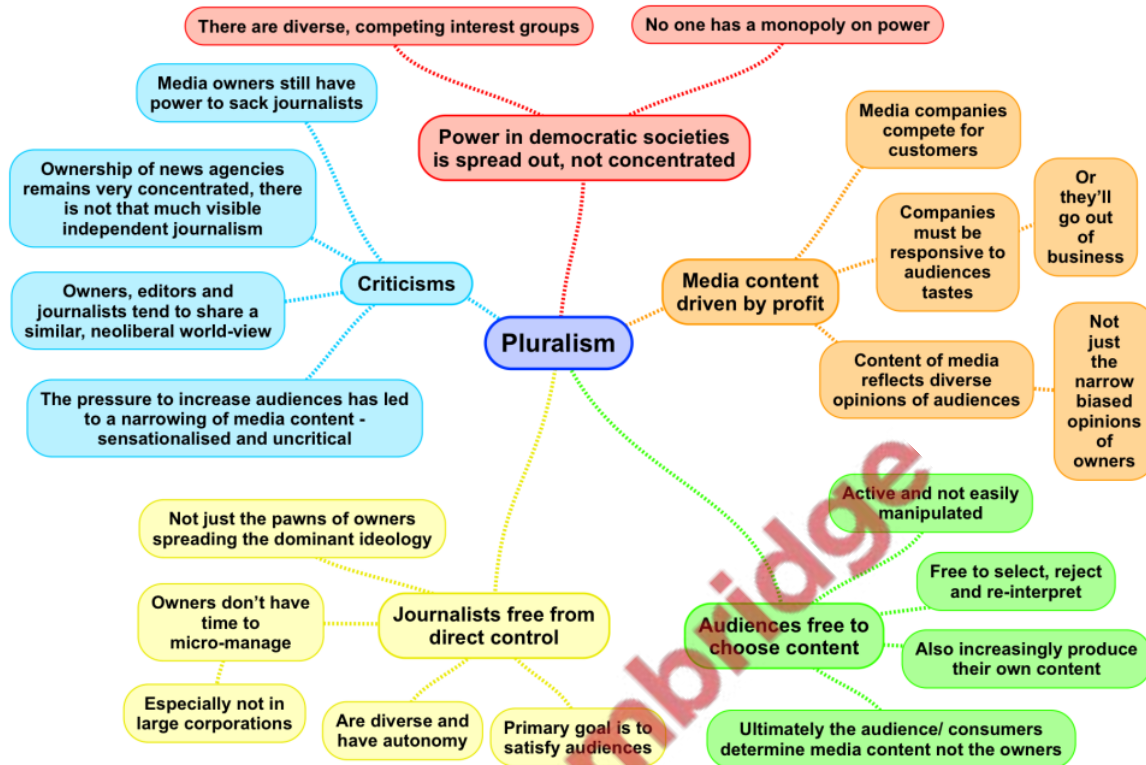 There are diverse, competing interest groups
No one has a monopoly on power
Power in democratic societies
is spread out, not concentrated
Media owners still have
power to sack journalists
Ownership of news agencies
remains very concentrated, there
is not that much visible
independent journalism
Criticisms
Owners, editors and
journalists tend to share a
similar, neoliberal world-view
The pressure to increase audiences has led
to a narrowing of media content -
sensationalised and uncritical
Pluralism
Media companies
compete for
customers
Media content
driven by profit
Companies
must be
responsive to
audiences
tastes
Or
they'll
go out
of
business
Content of media
reflects diverse
opinions of audiences
Not
just
the
narrow
biased
opinions
of
owners
Not just the pawns of owners
spreading the dominant ideology
Owners don't have
time to
micro-manage
Journalists free from
direct control
Especially not in
large corporations
Are diverse and
have autonomy
Primary goal is to
satisfy audiences
Active and not easily
manipulated
Free to select, reject
and re-interpret
Audiences free to
choose content
Also increasingly produce
their own content
Ultimately the audience/ consumers
determine media content not the owners
mbridge